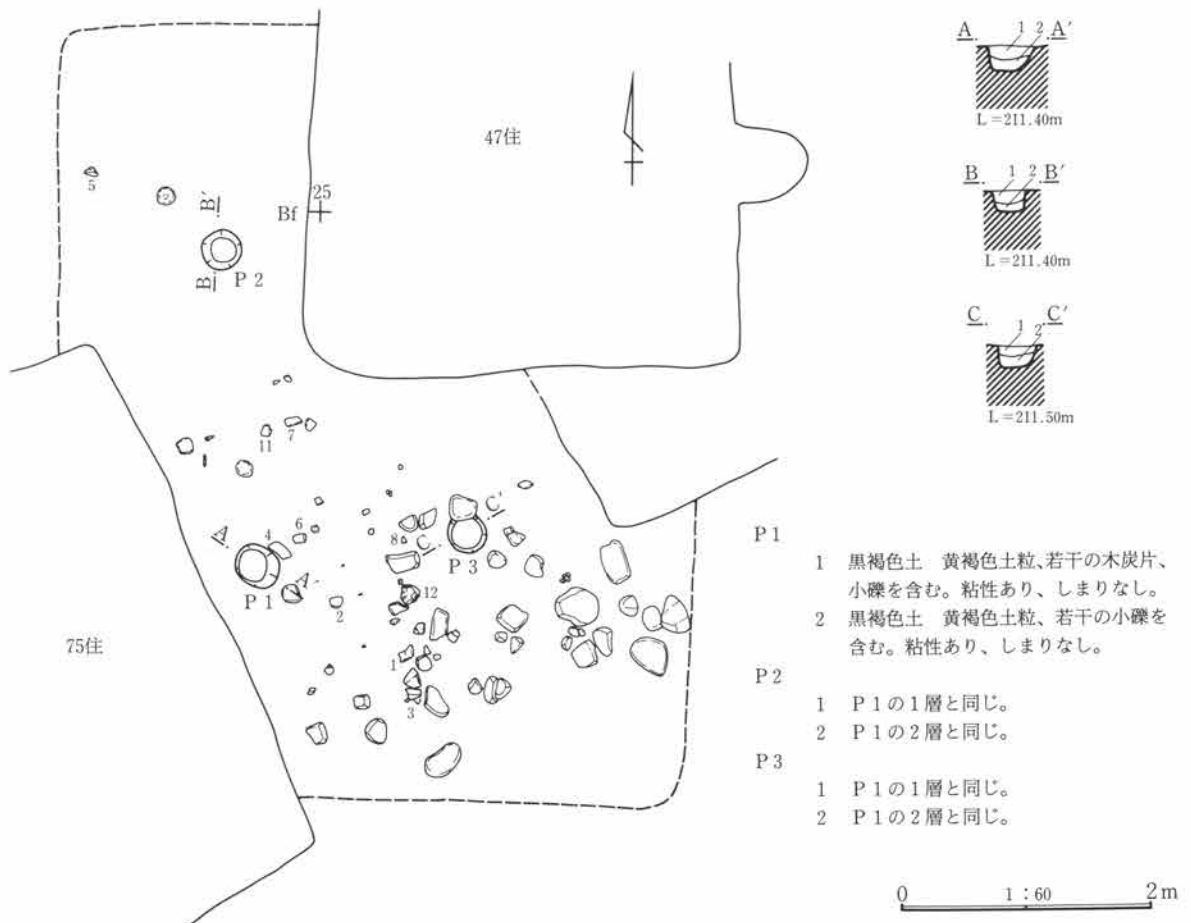 47住
25
Bf
5
B′
B
P 2
7
11
6
4
A
A′
P 1
2
8
C′
C
P 3
12
1
3
75住
A 1 2 A′
L=211.40m
B 1 2 B′
L=211.40m
C 1 2 C′
L=211.50m
P 1
1 黒褐色土 黄褐色土粒、若干の木炭片、
小礫を含む。粘性あり、しまりなし。
2 黒褐色土 黄褐色土粒、若干の小礫を
含む。粘性あり、しまりなし。
P 2
1 P 1の1層と同じ。
2 P 1の2層と同じ。
P 3
1 P 1の1層と同じ。
2 P 1の2層と同じ。
0 1:60 2m